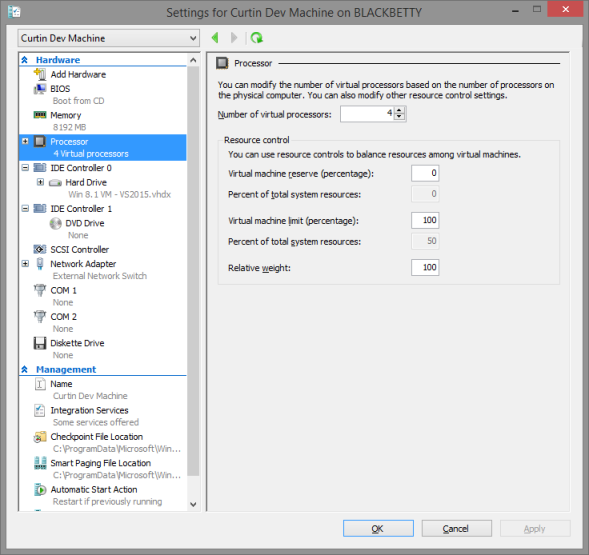 Settings for Curtin Dev Machine on BLACKBETTY
Curtin Dev Machine
Hardware
Add Hardware
BIOS
Boot from CD
Memory
8192 MB
Processor
4 Virtual processors
IDE Controller 0
Hard Drive
Win 8.1 VM - VS2015.vhdx
IDE Controller 1
DVD Drive
None
SCSI Controller
Network Adapter
External Network Switch
COM 1
None
COM 2
None
Diskette Drive
None
Management
Name
Curtin Dev Machine
Integration Services
Some services offered
Checkpoint File Location
C:\ProgramData\Microsoft\Win...
Smart Paging File Location
C:\ProgramData\Microsoft\Win...
Automatic Start Action
Restart if previously running
Processor
You can modify the number of virtual processors based on the number of processors on
the physical computer. You can also modify other resource control settings.
Number of virtual processors: 4
Resource control
You can use resource controls to balance resources among virtual machines.
Virtual machine reserve (percentage): 0
Percent of total system resources: 0
Virtual machine limit (percentage): 100
Percent of total system resources: 50
Relative weight: 100
OK Cancel Apply